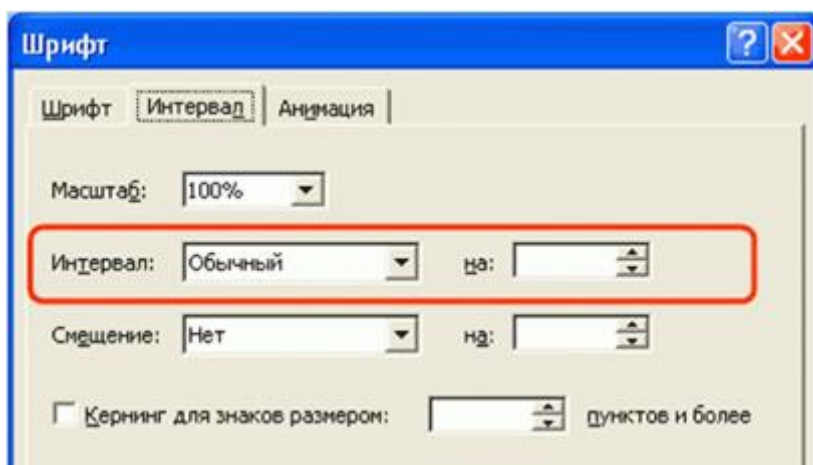 Шрифт
Шрифт Интервал Анимация
Масштаб: 100%
Интервал: Обычный на:
Смещение: Нет на:
Кернинг для знаков размером: пунктов и более